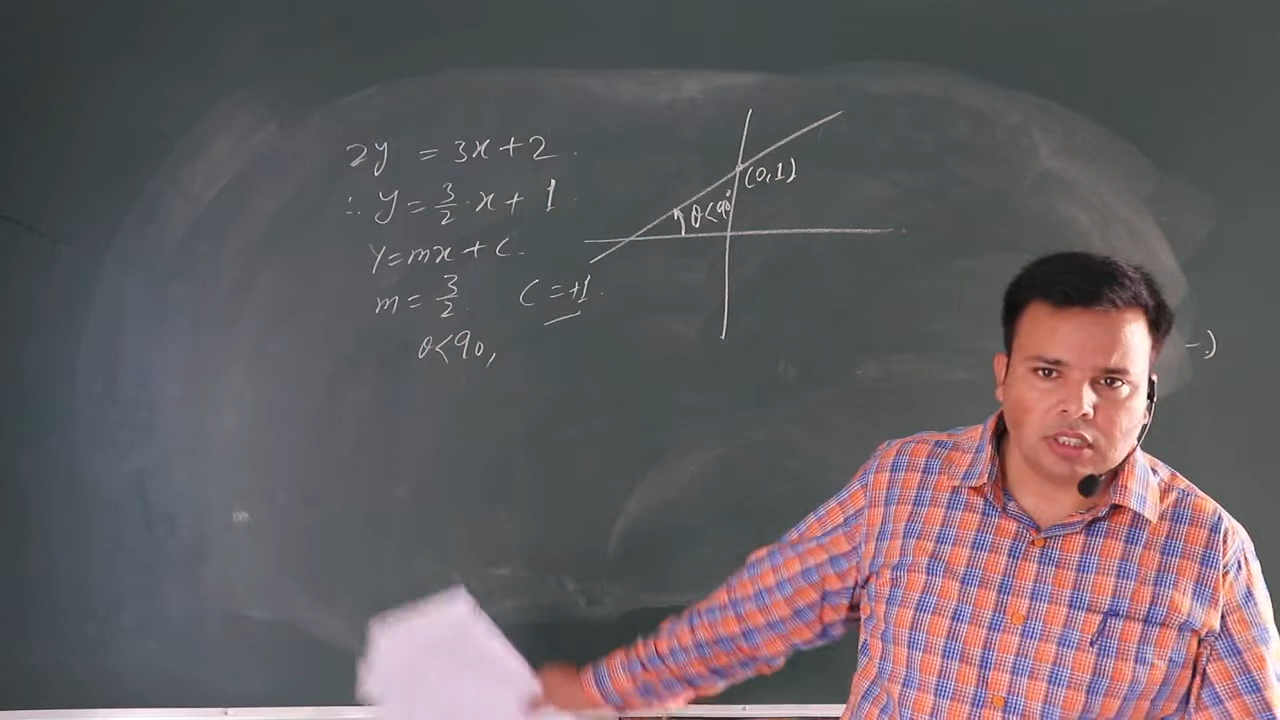 2y = 3x + 2
∴ y = 3/2 · x + 1
y = mx + c
m = 3/2 c = +1
θ < 90,
(0,1)
θ < 90°
-)